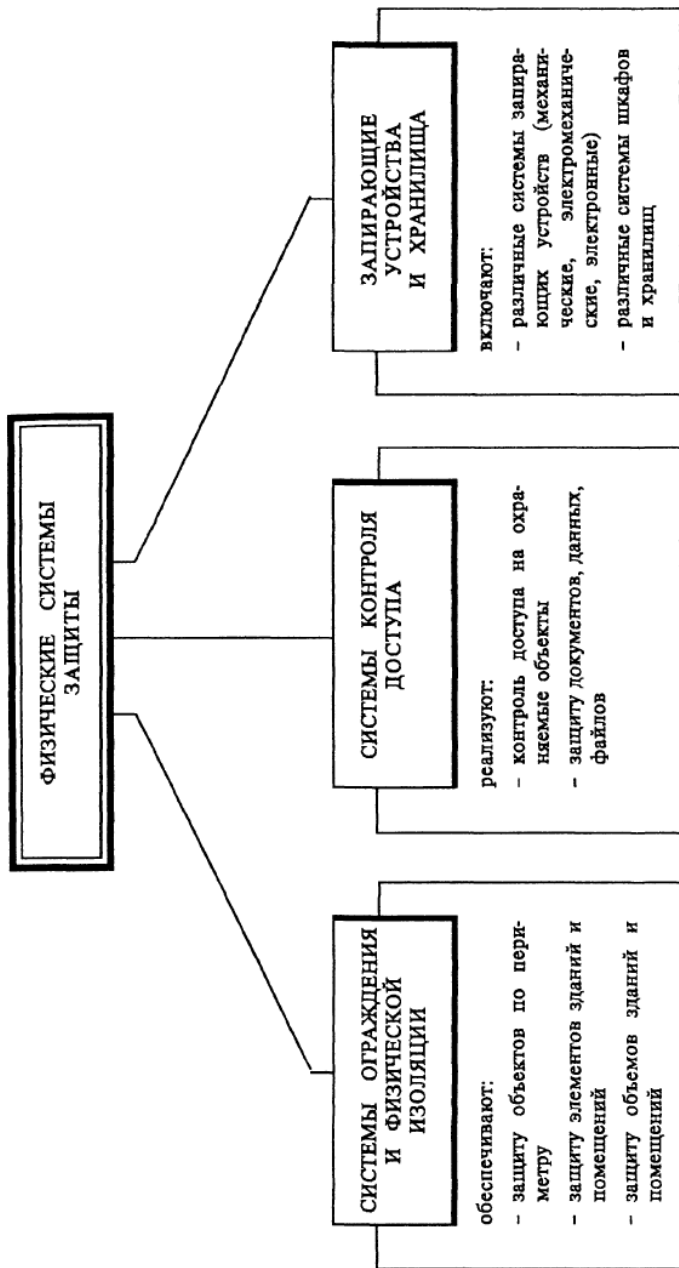 ФИЗИЧЕСКИЕ СИСТЕМЫ
ЗАЩИТЫ
СИСТЕМЫ ОГРАЖДЕНИЯ
И ФИЗИЧЕСКОЙ
ИЗОЛЯЦИИ
обеспечивают:
– защиту объектов по пери-
метру
– защиту элементов зданий и
помещений
– защиту объемов зданий и
помещений
СИСТЕМЫ КОНТРОЛЯ
ДОСТУПА
реализуют:
– контроль доступа на охра-
няемые объекты
– защиту документов, данных,
файлов
ЗАПИРАЮЩИЕ
УСТРОЙСТВА
И ХРАНИЛИЩА
включают:
– различные системы запира-
ющих устройств (механи-
ческие, электромеханиче-
ские, электронные)
– различные системы шкафов
и хранилищ